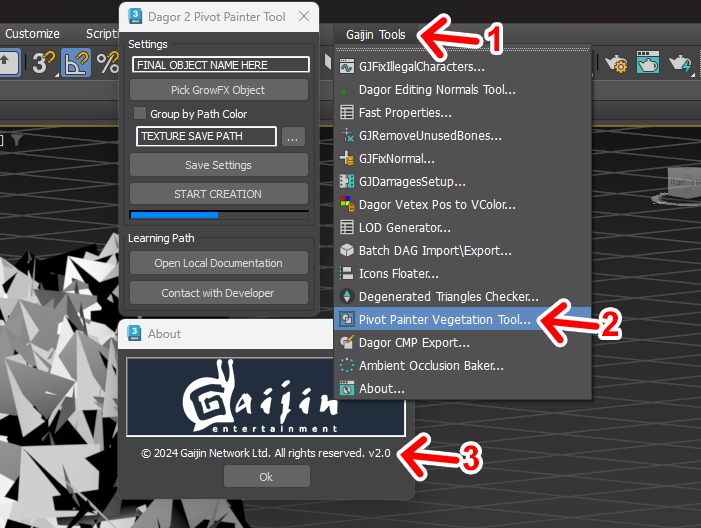 Dagor 2 Pivot Painter Tool
Gaijin Tools
1
Customize
Settings
FINAL OBJECT NAME HERE
Pick GrowFX Object
Group by Path Color
TEXTURE SAVE PATH
...
Save Settings
START CREATION
Learning Path
Open Local Documentation
Contact with Developer
GJFixIllegalCharacters...
Dagor Editing Normals Tool...
Fast Properties...
GJRemoveUnusedBones...
GJFixNormal...
GJDamagesSetup...
Dagor Vetex Pos to VColor...
LOD Generator...
Batch DAG Import\Export...
Icons Floater...
Degenerated Triangles Checker...
Pivot Painter Vegetation Tool...
2
Dagor CMP Export...
Ambient Occlusion Baker...
About...
About
Gaijin
entertainment
© 2024 Gaijin Network Ltd. All rights reserved. v2.0
3
Ok